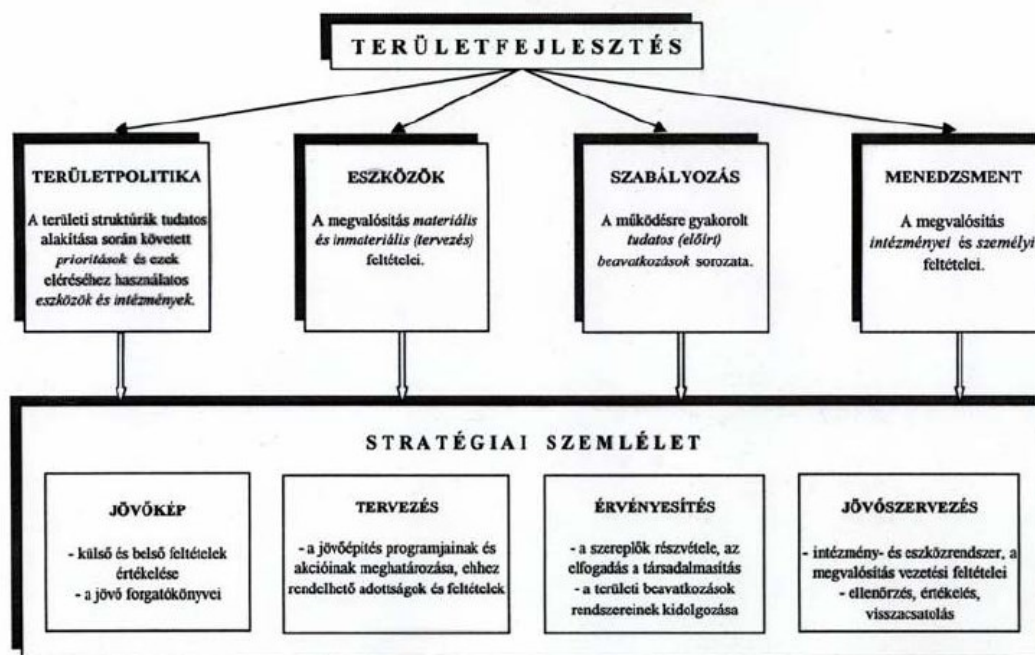 TERÜLETFEJLESZTÉS
TERÜLETPOLITIKA
A területi struktúrák tudatos
alakítása során követett
prioritások és ezek
eléréséhez használatos
eszközök és intézmények.
ESZKÖZÖK
A megvalósítás materiális
és inmateriális (tervezés)
feltételei.
SZABÁLYOZÁS
A működésre gyakorolt
tudatos (előírt)
beavatkozások sorozata.
MENEDZSMENT
A megvalósítás
intézményei és személyi
feltételei.
STRATÉGIAI SZEMLÉLET
JÖVŐKÉP
- külső és belső feltételek
értékelése
- a jövő forgatókönyvei
TERVEZÉS
- a jövőépítés programjainak és
akcióinak meghatározása, ehhez
rendelhető adottságok és feltételek
ÉRVÉNYESÍTÉS
- a szereplők részvétele, az
elfogadás a társadalmasítás
- a területi beavatkozások
rendszereinek kidolgozása
JÖVŐSZERVEZÉS
- intézmény- és eszközrendszer, a
megvalósítás vezetési feltételei
- ellenőrzés, értékelés,
visszacsatolás